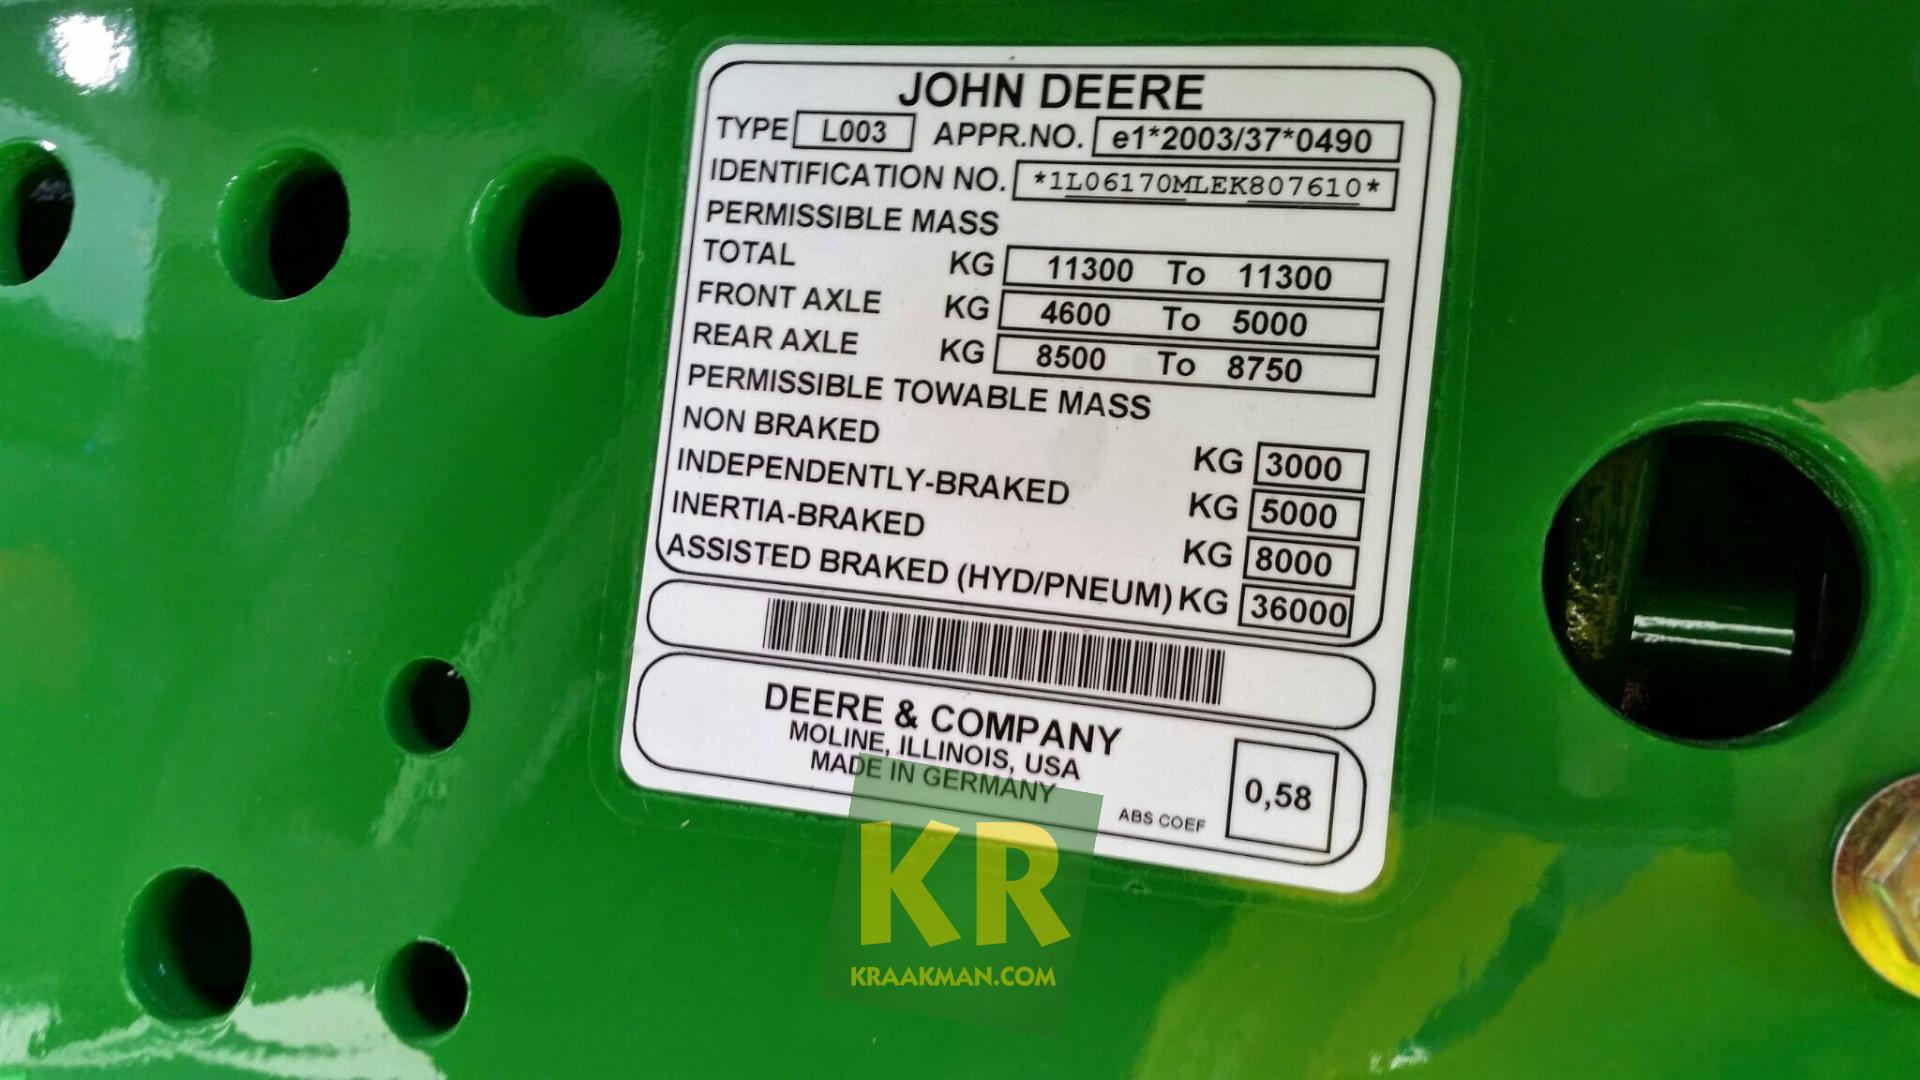 JOHN DEERE
TYPE L003 APPR.NO. e1*2003/37*0490
IDENTIFICATION NO. *1L06170MLEK807610*
PERMISSIBLE MASS
TOTAL KG 11300 To 11300
FRONT AXLE KG 4600 To 5000
REAR AXLE KG 8500 To 8750
PERMISSIBLE TOWABLE MASS
NON BRAKED KG 3000
INDEPENDENTLY-BRAKED KG 5000
INERTIA-BRAKED KG 8000
ASSISTED BRAKED (HYD/PNEUM) KG 36000
DEERE & COMPANY
MOLINE, ILLINOIS, USA
MADE IN GERMANY
ABS COEF 0,58
KR
KRAAKMAN.COM